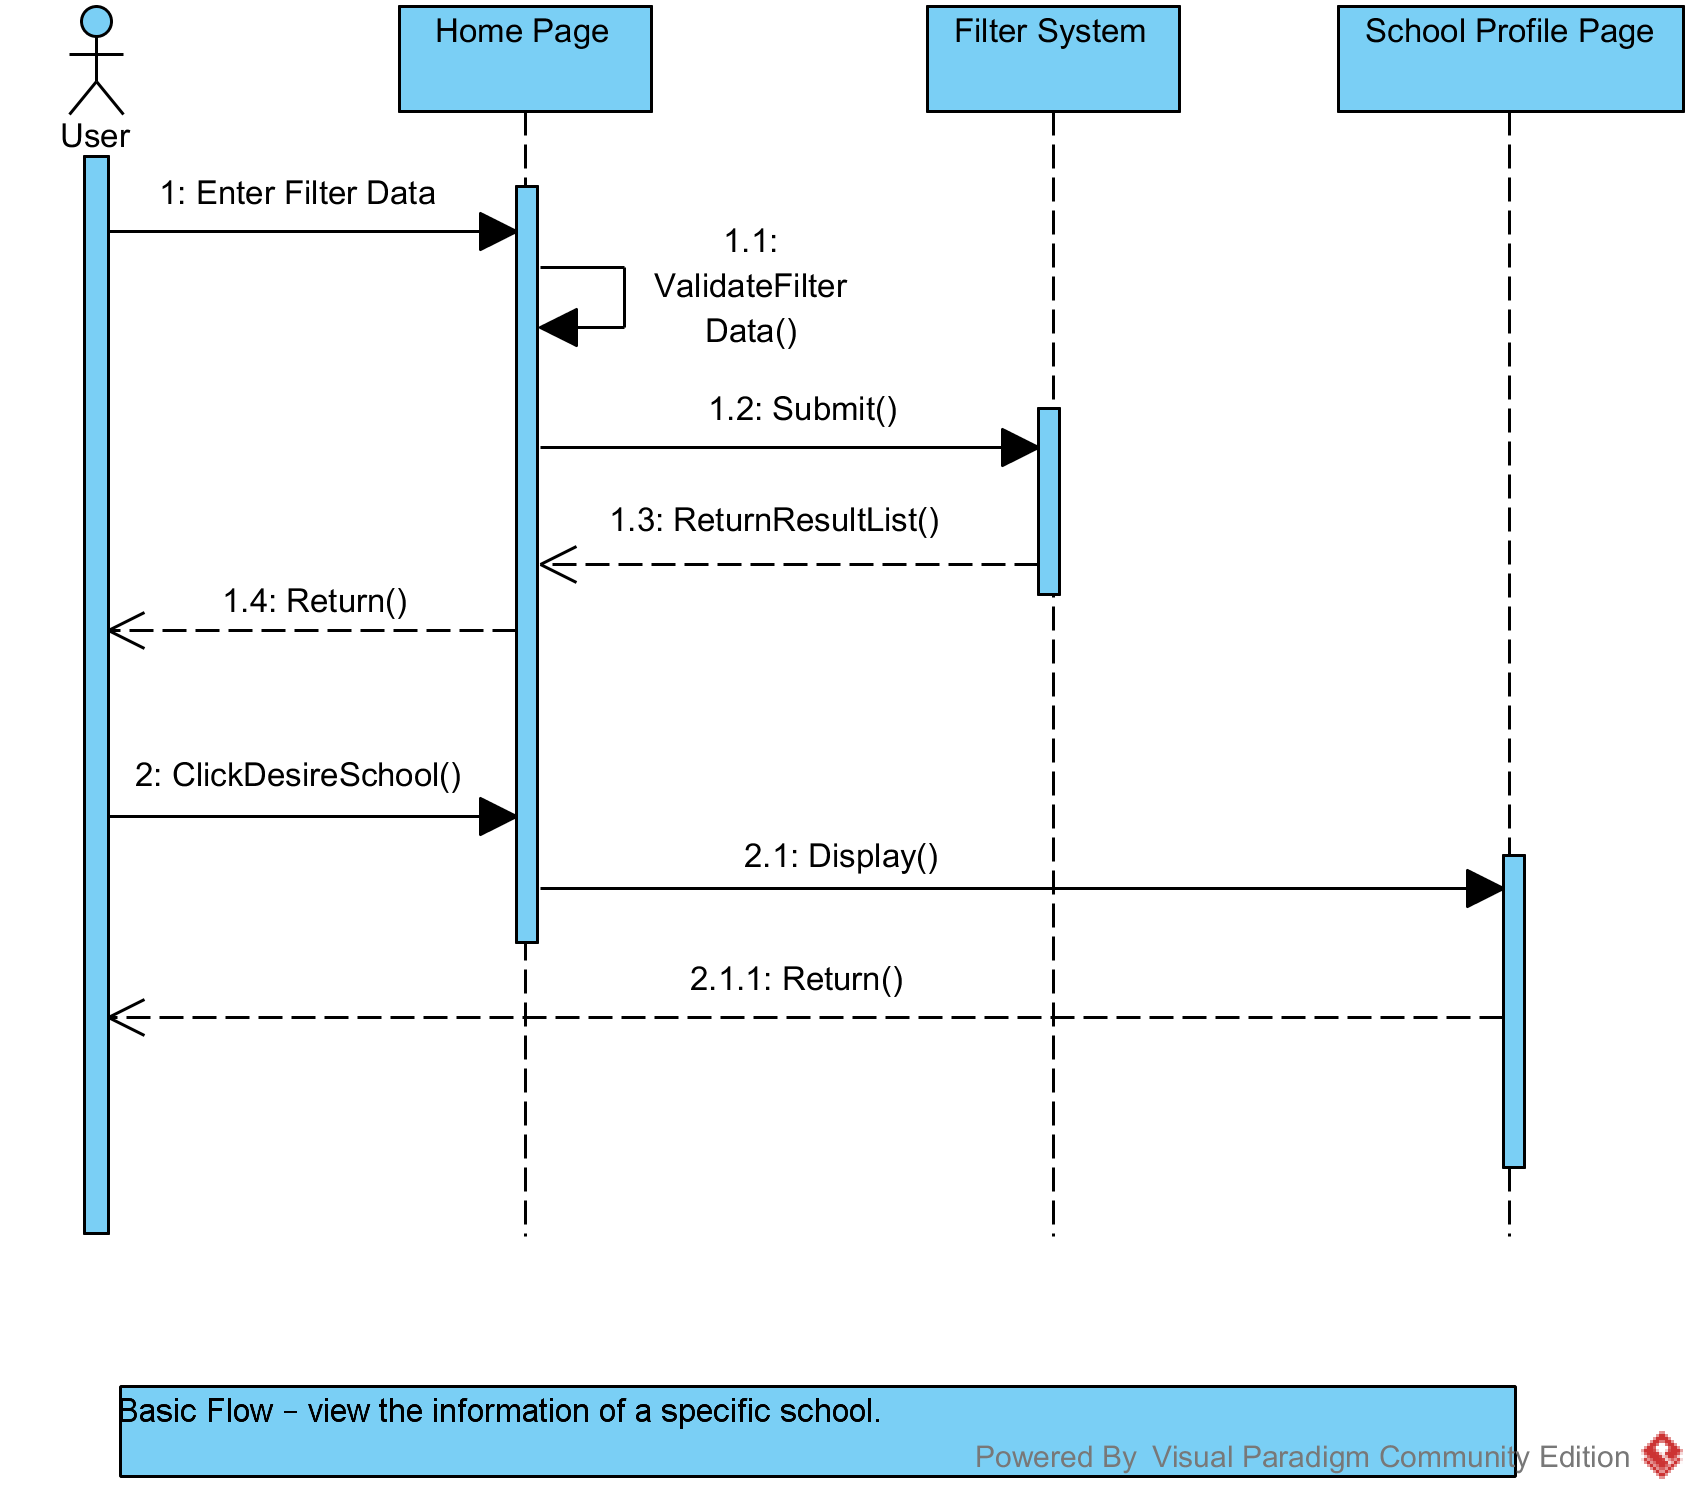 Home Page
Filter System
School Profile Page
User
1: Enter Filter Data
1.1:
ValidateFilter
Data()
1.2: Submit()
1.3: ReturnResultList()
1.4: Return()
2: ClickDesireSchool()
2.1: Display()
2.1.1: Return()
Basic Flow – view the information of a specific school.
Powered By Visual Paradigm Community Edition